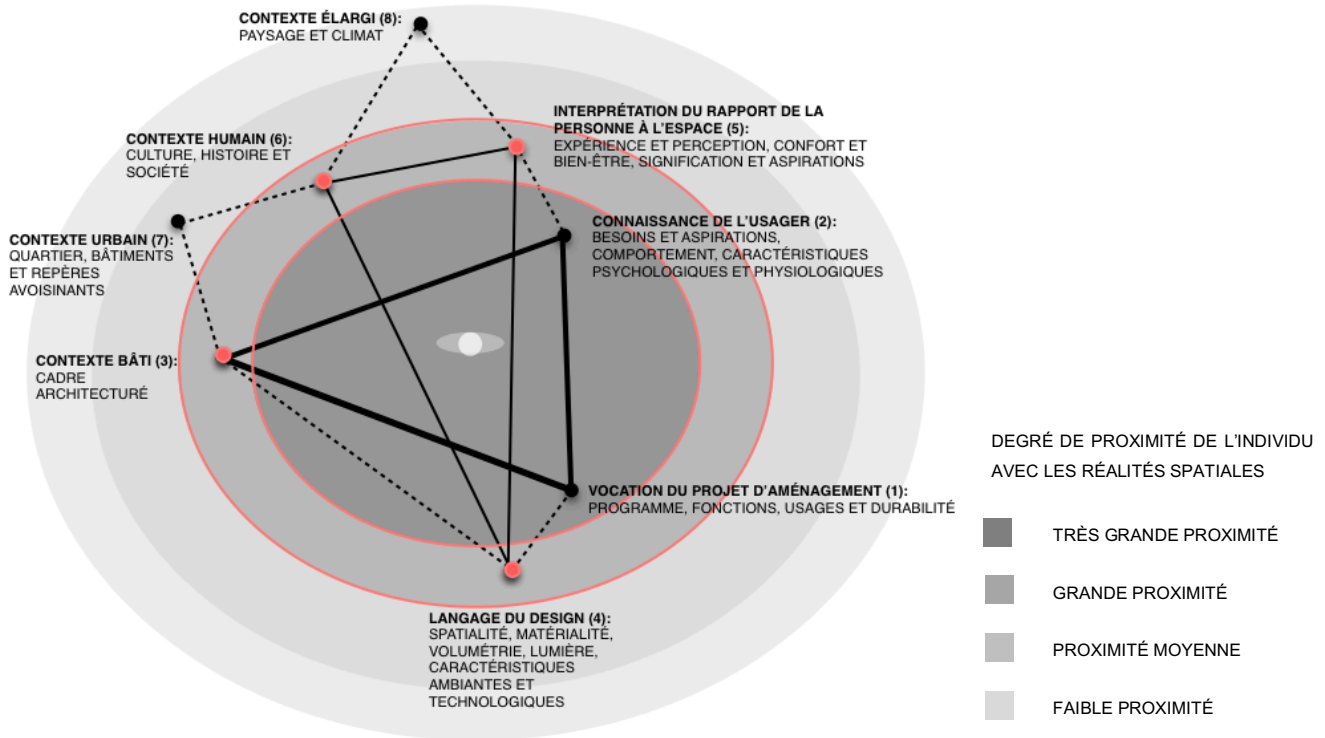 CONTEXTE ÉLARGI (8):
PAYSAGE ET CLIMAT
INTERPRÉTATION DU RAPPORT DE LA
PERSONNE À L'ESPACE (5):
EXPÉRIENCE ET PERCEPTION, CONFORT ET
BIEN-ÊTRE, SIGNIFICATION ET ASPIRATIONS
CONTEXTE HUMAIN (6):
CULTURE, HISTOIRE ET
SOCIÉTÉ
CONNAISSANCE DE L'USAGER (2):
BESOINS ET ASPIRATIONS,
COMPORTEMENT, CARACTÉRISTIQUES
PSYCHOLOGIQUES ET PHYSIOLOGIQUES
CONTEXTE URBAIN (7):
QUARTIER, BÂTIMENTS
ET REPÈRES
AVOISINANTS
CONTEXTE BÂTI (3):
CADRE
ARCHITECTURÉ
VOCATION DU PROJET D'AMÉNAGEMENT (1):
PROGRAMME, FONCTIONS, USAGES ET DURABILITÉ
LANGAGE DU DESIGN (4):
SPATIALITÉ, MATÉRIALITÉ,
VOLUMÉTRIE, LUMIÈRE,
CARACTÉRISTIQUES
AMBIANTES ET
TECHNOLOGIQUES
DEGRÉ DE PROXIMITÉ DE L'INDIVIDU
AVEC LES RÉALITÉS SPATIALES
TRÈS GRANDE PROXIMITÉ
GRANDE PROXIMITÉ
PROXIMITÉ MOYENNE
FAIBLE PROXIMITÉ